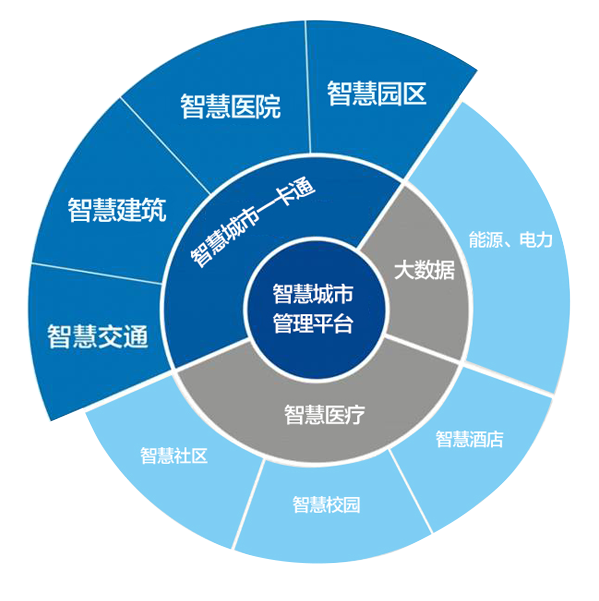 智慧园区
智慧医院
智慧建筑
智慧交通
智慧城市一卡通
能源、电力
大数据
智慧城市
管理平台
智慧医疗
智慧酒店
智慧社区
智慧校园